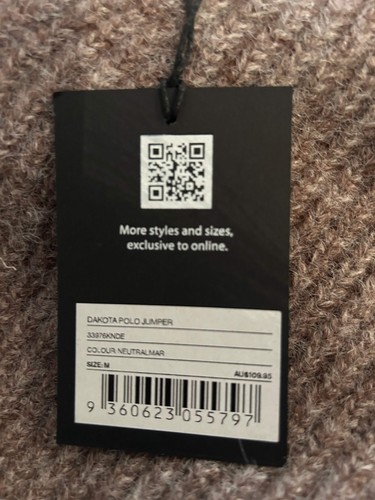 More styles and sizes,
exclusive to online.
DAKOTA POLO JUMPER
33976KNDE
COLOUR:NEUTRALMAR
SIZE: M
AU$109.95
9 360623 055797